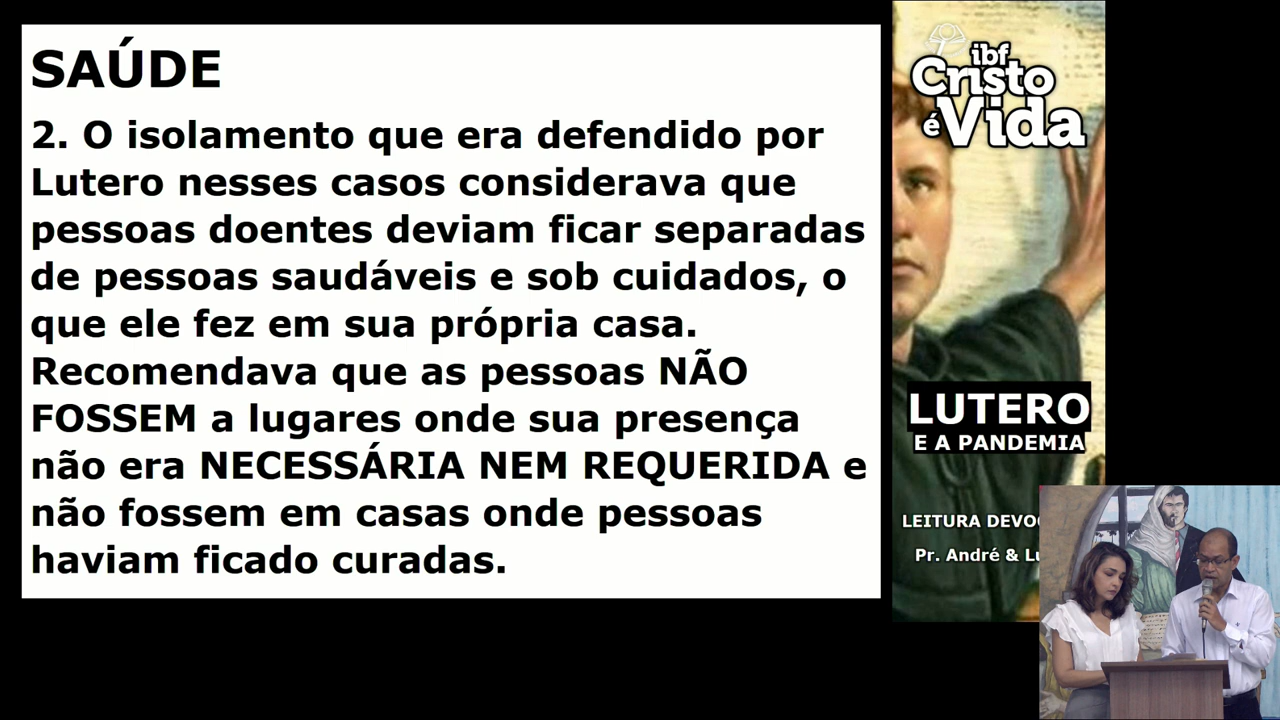 SAÚDE
2. O isolamento que era defendido por
Lutero nesses casos considerava que
pessoas doentes deviam ficar separadas
de pessoas saudáveis e sob cuidados, o
que ele fez em sua própria casa.
Recomendava que as pessoas NÃO
FOSSEM a lugares onde sua presença
não era NECESSÁRIA NEM REQUERIDA e
não fossem em casas onde pessoas
haviam ficado curadas.
ibf
Cristo
é Vida
LUTERO
E A PANDEMIA
LEITURA
Pr. André &